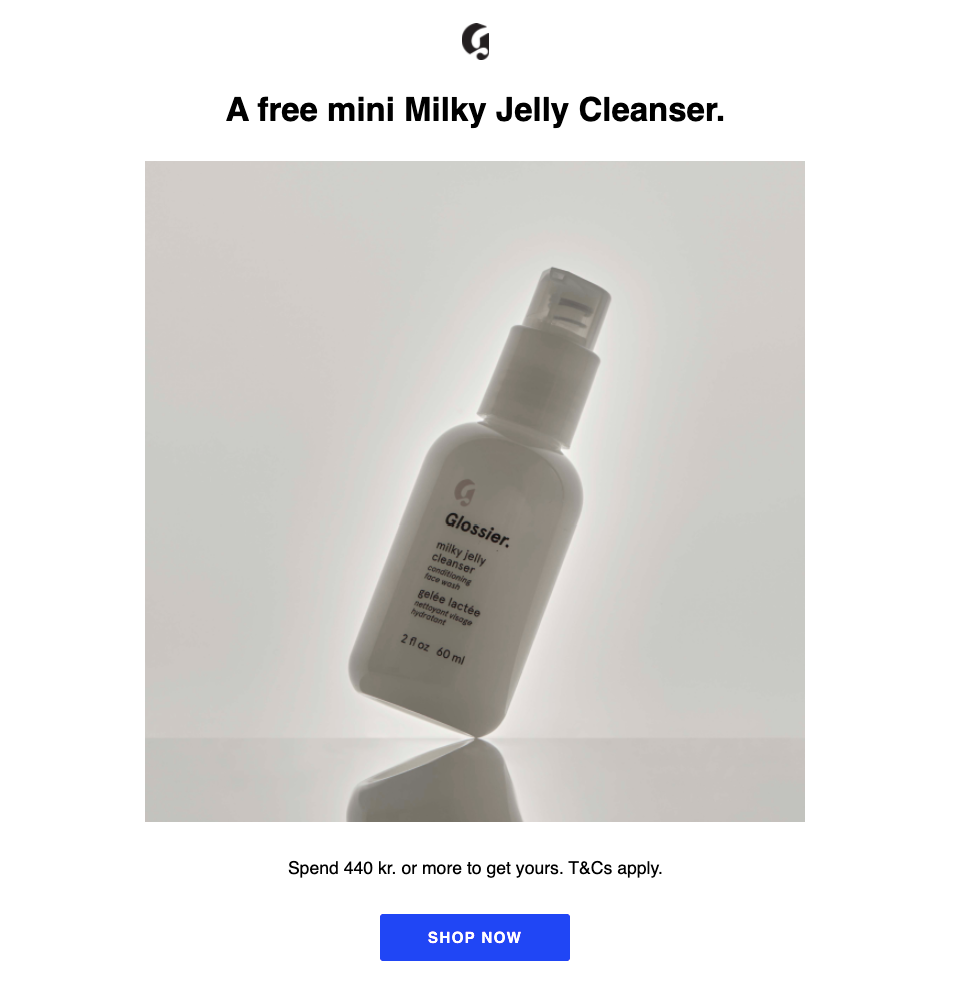 A free mini Milky Jelly Cleanser.
Glossier.
milky jelly
cleanser
conditioning
face wash
gelée lactée
nettoyant visage
hydratant
2 fl oz 60 ml
Spend 440 kr. or more to get yours. T&Cs apply.
SHOP NOW